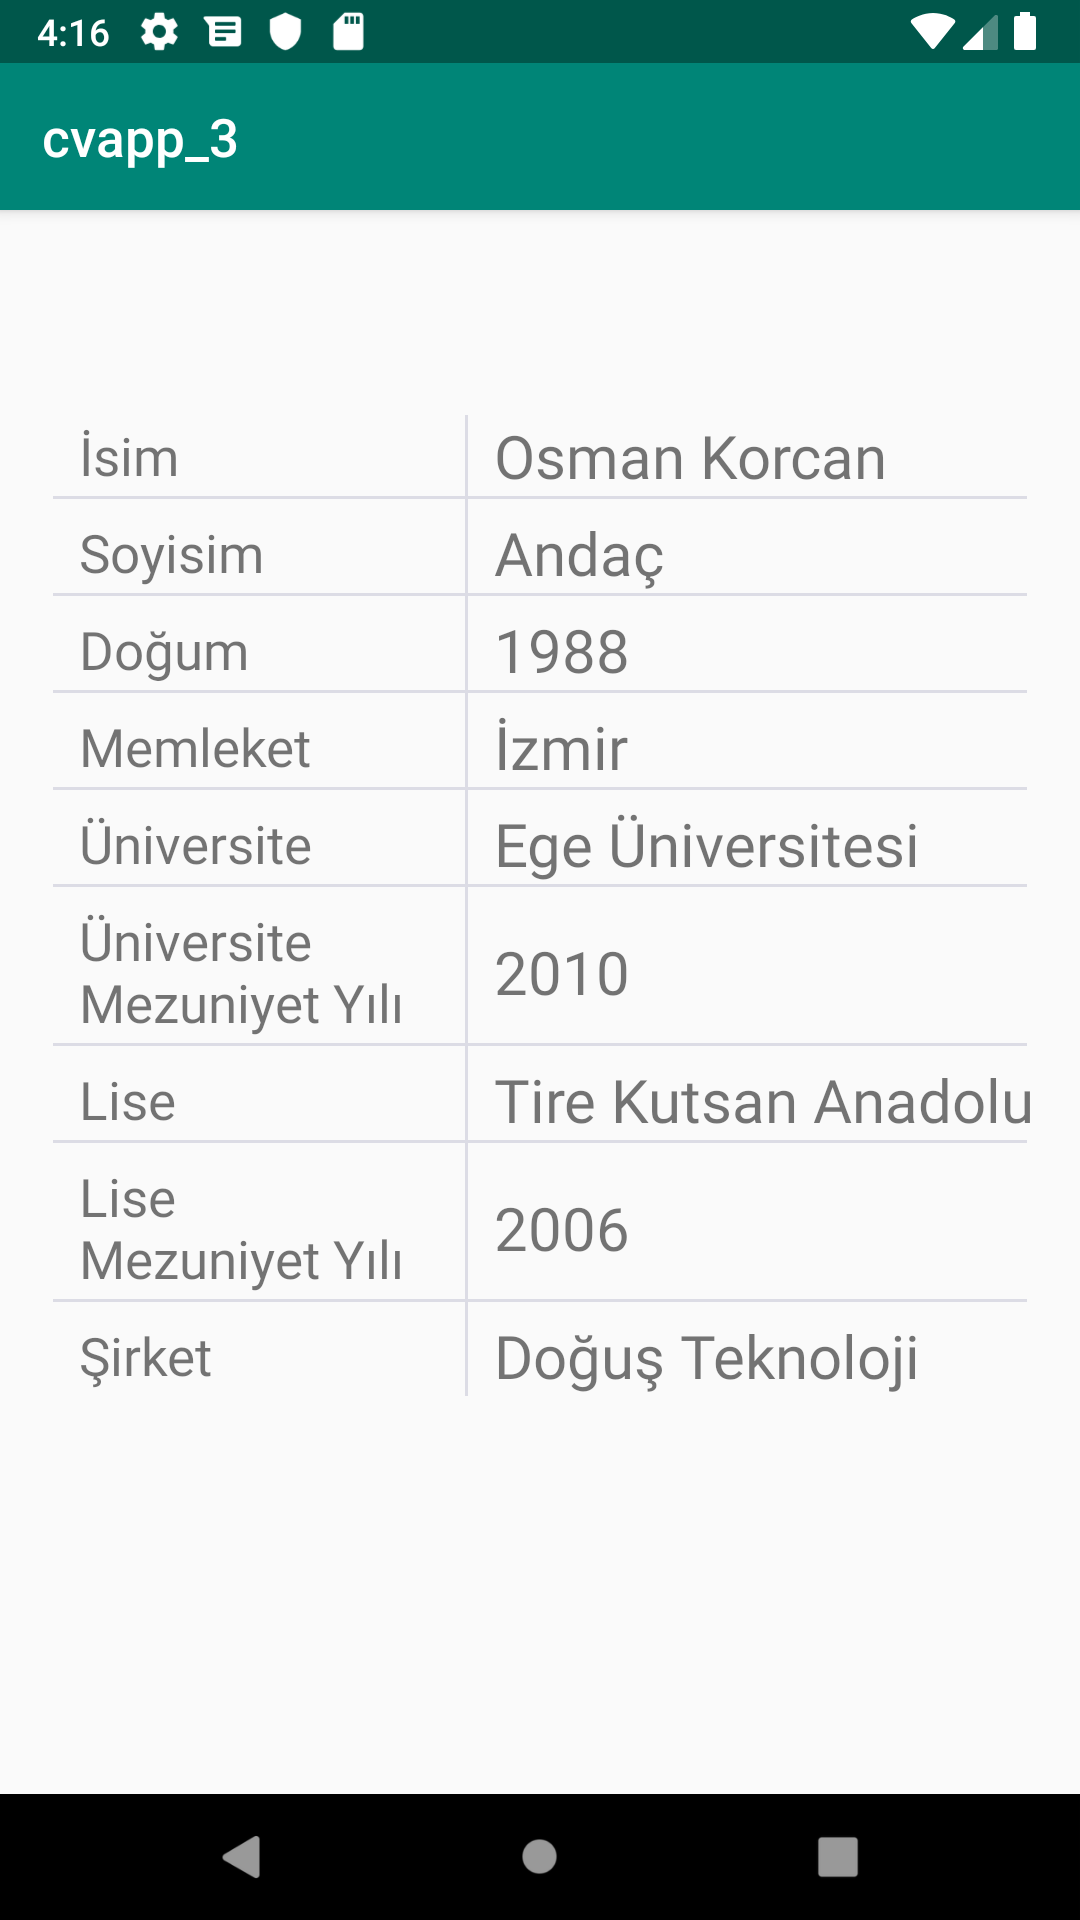 4:16
cvapp_3
İsim Osman Korcan
Soyisim Andaç
Doğum 1988
Memleket İzmir
Üniversite Ege Üniversitesi
Üniversite
Mezuniyet Yılı 2010
Lise Tire Kutsan Anadolu
Lise
Mezuniyet Yılı 2006
Şirket Doğuş Teknoloji